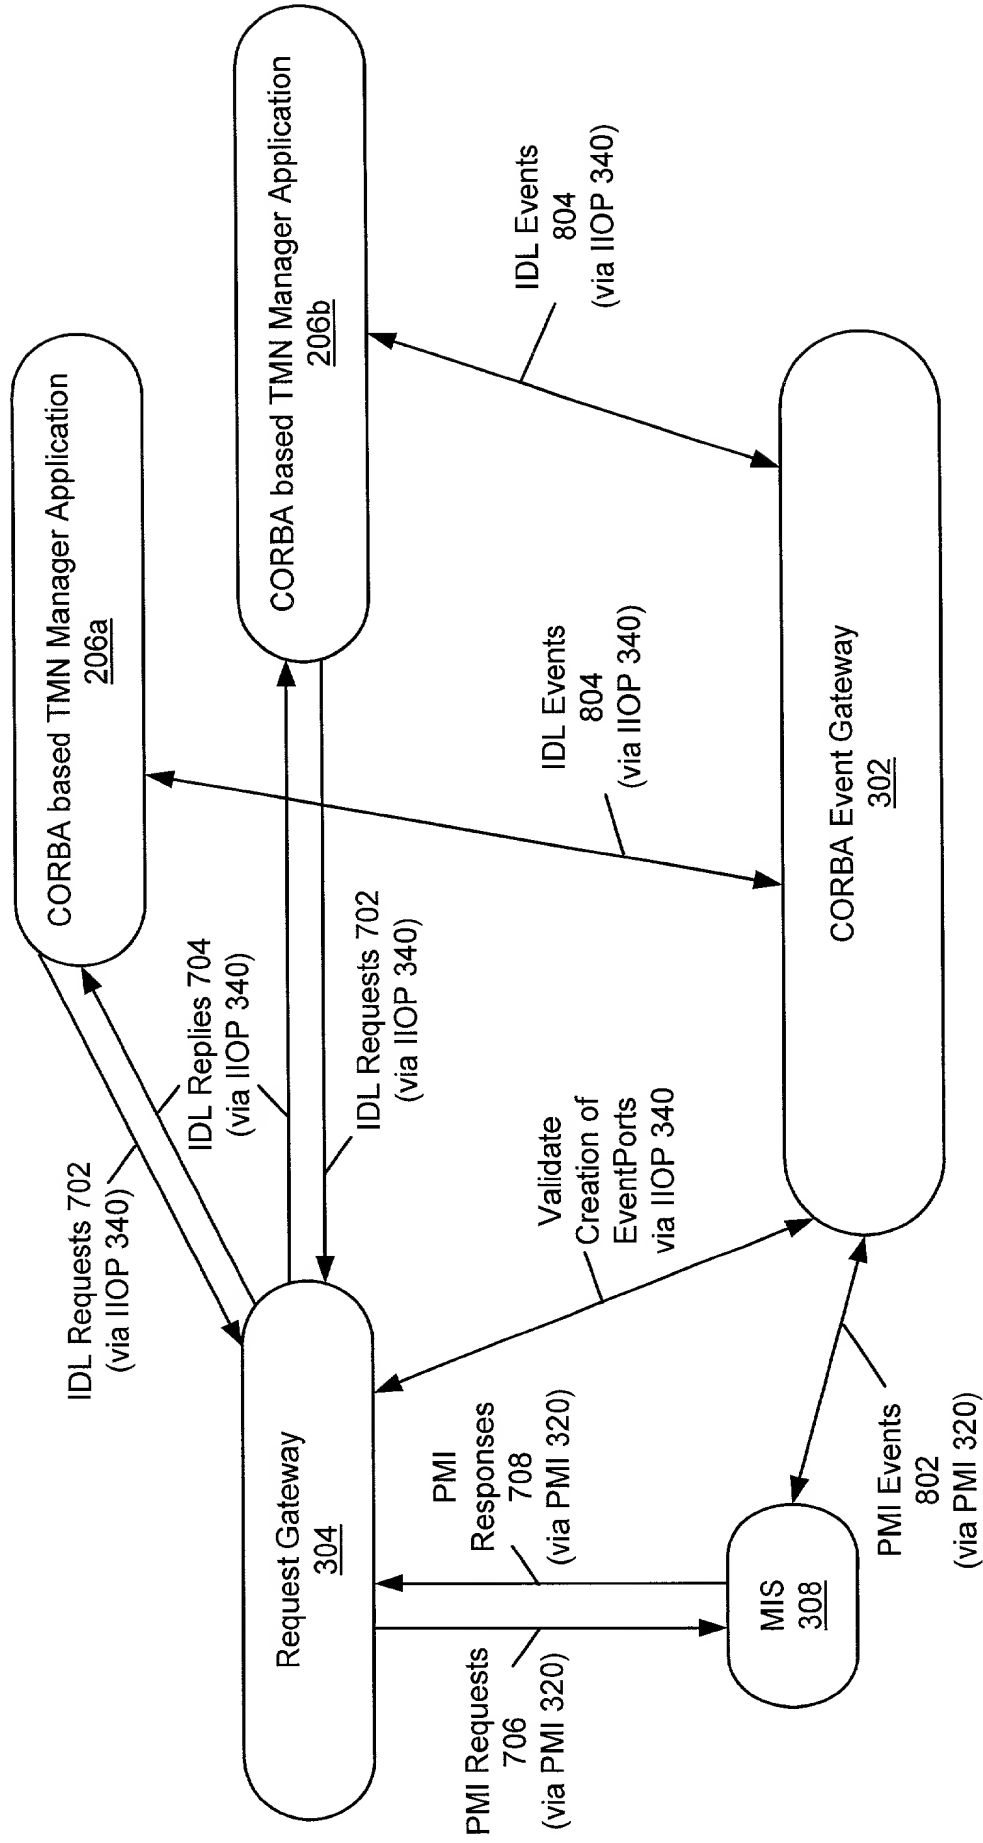 CORBA based TMN Manager Application
206a
CORBA based TMN Manager Application
206b
IDL Requests 702
(via IIOP 340)
IDL Replies 704
(via IIOP 340)
IDL Requests 702
(via IIOP 340)
IDL Events
804
(via IIOP 340)
IDL Events
804
(via IIOP 340)
Request Gateway
304
Validate
Creation of
EventPorts
via IIOP 340
PMI Requests
706
(via PMI 320)
PMI
Responses
708
(via PMI 320)
CORBA Event Gateway
302
MIS
308
PMI Events
802
(via PMI 320)